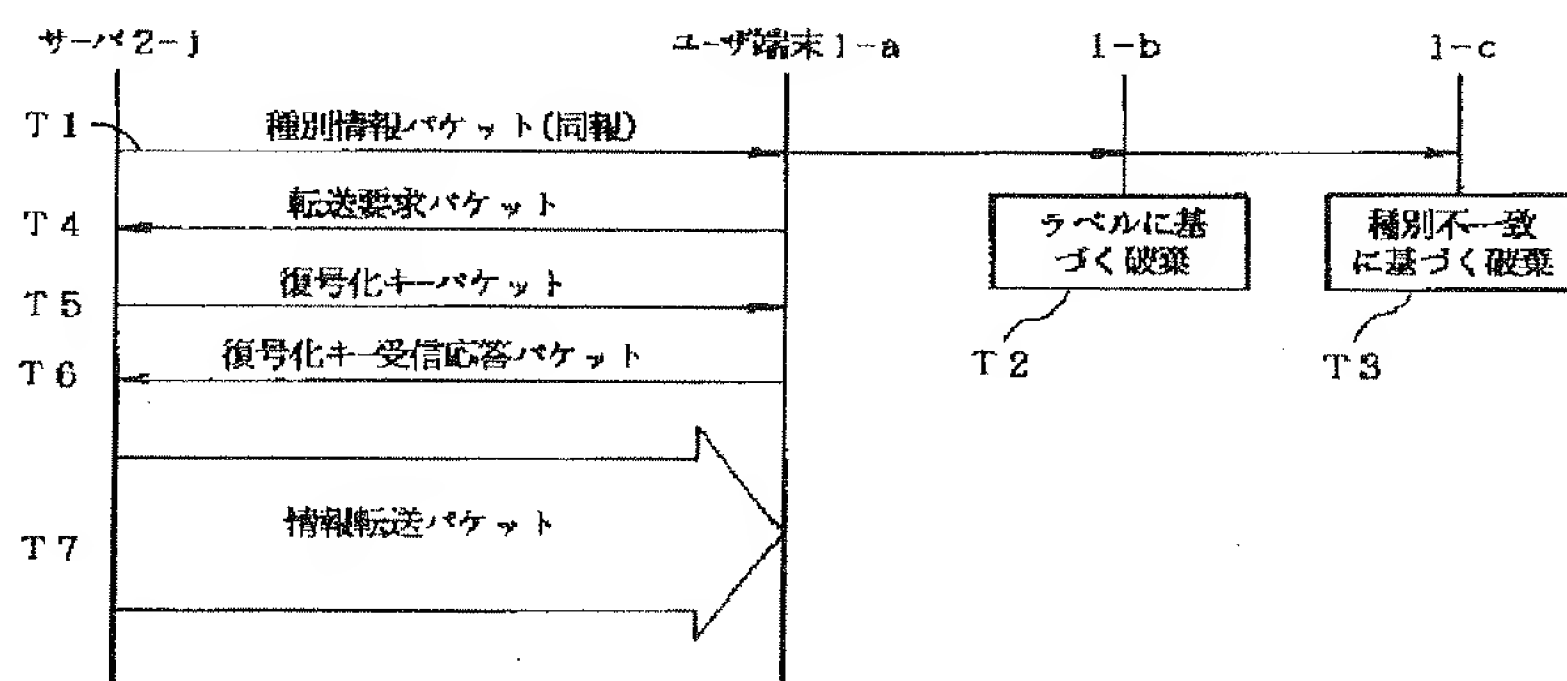 サーバ2-j
ユーザ端末1-a
1-b
1-c
T1
種別情報パケット(同報)
T4
転送要求パケット
ラベルに基
づく破棄
種別不一致
に基づく破棄
T5
復号化キーパケット
T2
T3
T6
復号化キー受信応答パケット
T7
情報転送パケット